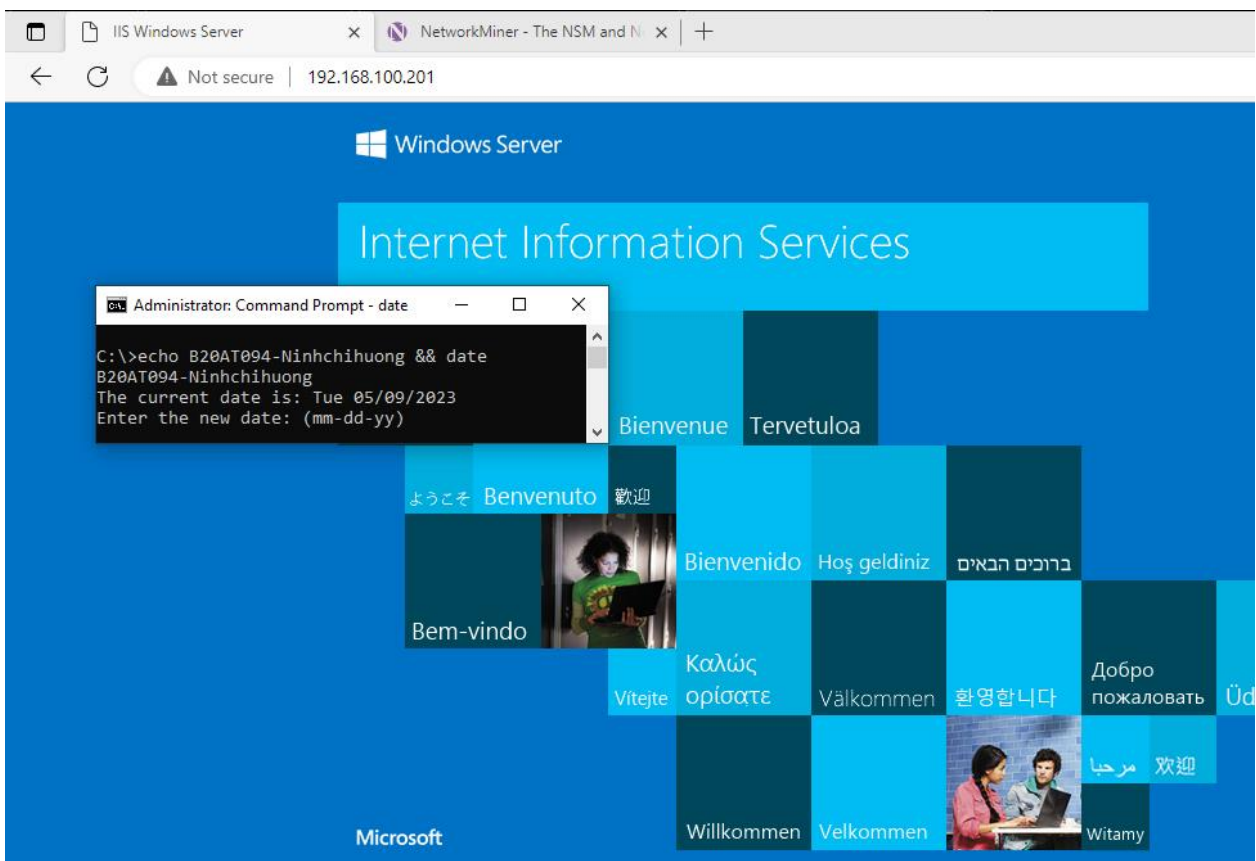 IIS Windows Server
NetworkMiner - The NSM and N
Not secure
192.168.100.201
Windows Server
Internet Information Services
Administrator: Command Prompt - date
C:\>echo B20AT094-Ninhchihuong && date
B20AT094-Ninhchihuong
The current date is: Tue 05/09/2023
Enter the new date: (mm-dd-yy)
Bienvenue Tervetuloa
ようこそ Benvenuto 歡迎
Bienvenido Hoş geldiniz ברוכים הבאים
Bem-vindo
Καλώς
ορίσατε
Vítejte
Välkommen
환영합니다
Добро
пожаловать
Üd
مرحبا 欢迎
Microsoft
Willkommen Velkommen
Witamy